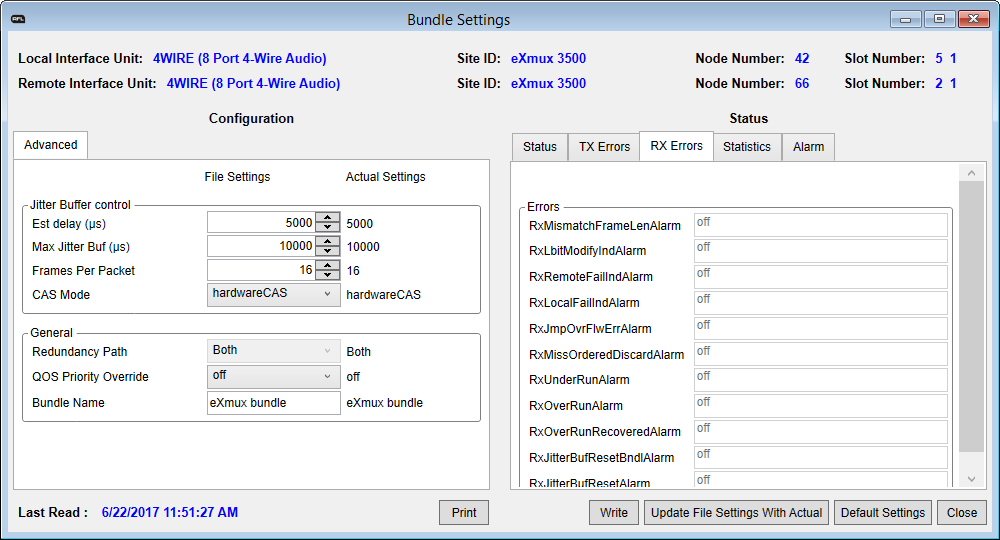 RFL
Bundle Settings
Local Interface Unit: 4WIRE (8 Port 4-Wire Audio) Site ID: eXmux 3500 Node Number: 42 Slot Number: 5 1
Remote Interface Unit: 4WIRE (8 Port 4-Wire Audio) Site ID: eXmux 3500 Node Number: 66 Slot Number: 2 1
Configuration
Advanced
File Settings Actual Settings
Jitter Buffer control
Est delay (µs) 5000 5000
Max Jitter Buf (µs) 10000 10000
Frames Per Packet 16 16
CAS Mode hardwareCAS hardwareCAS
General
Redundancy Path Both Both
QOS Priority Override off off
Bundle Name eXmux bundle eXmux bundle
Status
Status TX Errors RX Errors Statistics Alarm
Errors
RxMismatchFrameLenAlarm off
RxLbitModifyIndAlarm off
RxRemoteFailIndAlarm off
RxLocalFailIndAlarm off
RxJmpOvrFlwErrAlarm off
RxMissOrderedDiscardAlarm off
RxUnderRunAlarm off
RxOverRunAlarm off
RxOverRunRecoveredAlarm off
RxJitterBufResetBndlAlarm off
RxJitterBufResetAlarm off
Last Read : 6/22/2017 11:51:27 AM Print Write Update File Settings With Actual Default Settings Close